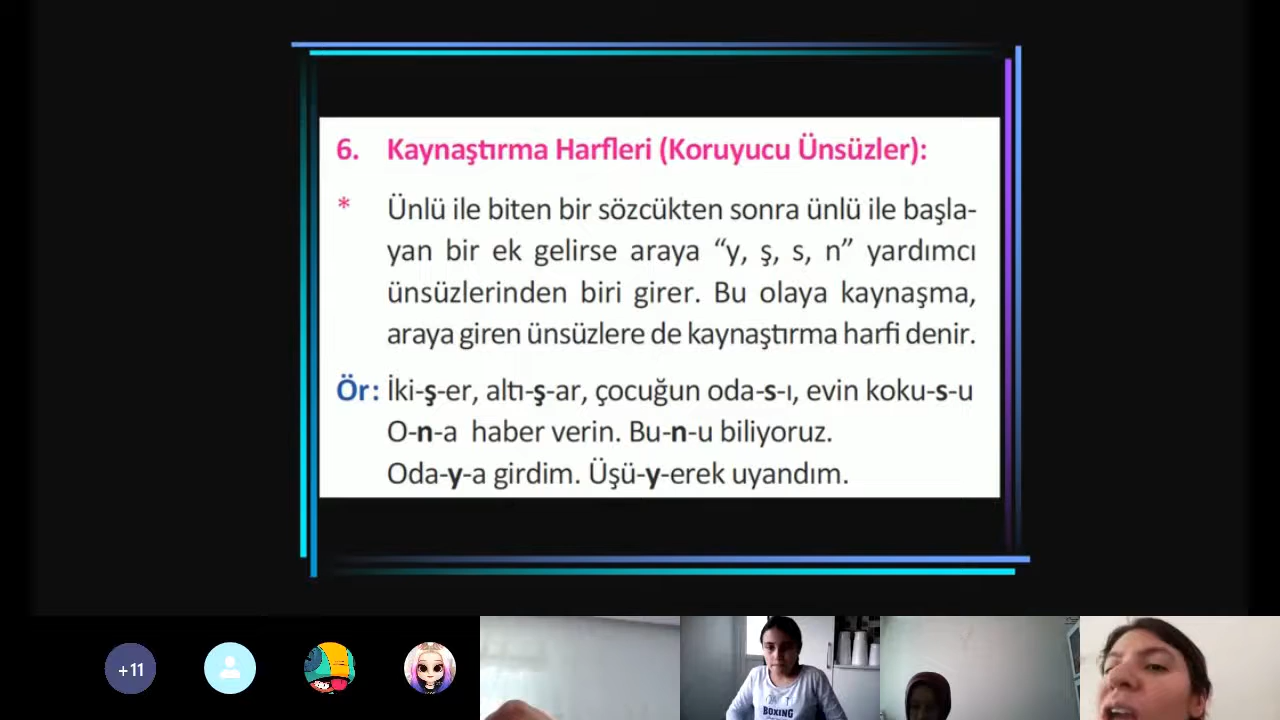 6. Kaynaştırma Harfleri (Koruyucu Ünsüzler):
* Ünlü ile biten bir sözcükten sonra ünlü ile başla-
yan bir ek gelirse araya “y, ş, s, n” yardımcı
ünsüzlerinden biri girer. Bu olaya kaynaşma,
araya giren ünsüzlere de kaynaştırma harfi denir.
Ör: İki-ş-er, altı-ş-ar, çocuğun oda-s-ı, evin koku-s-u
O-n-a haber verin. Bu-n-u biliyoruz.
Oda-y-a girdim. Üşü-y-erek uyandım.
+11
BOXING